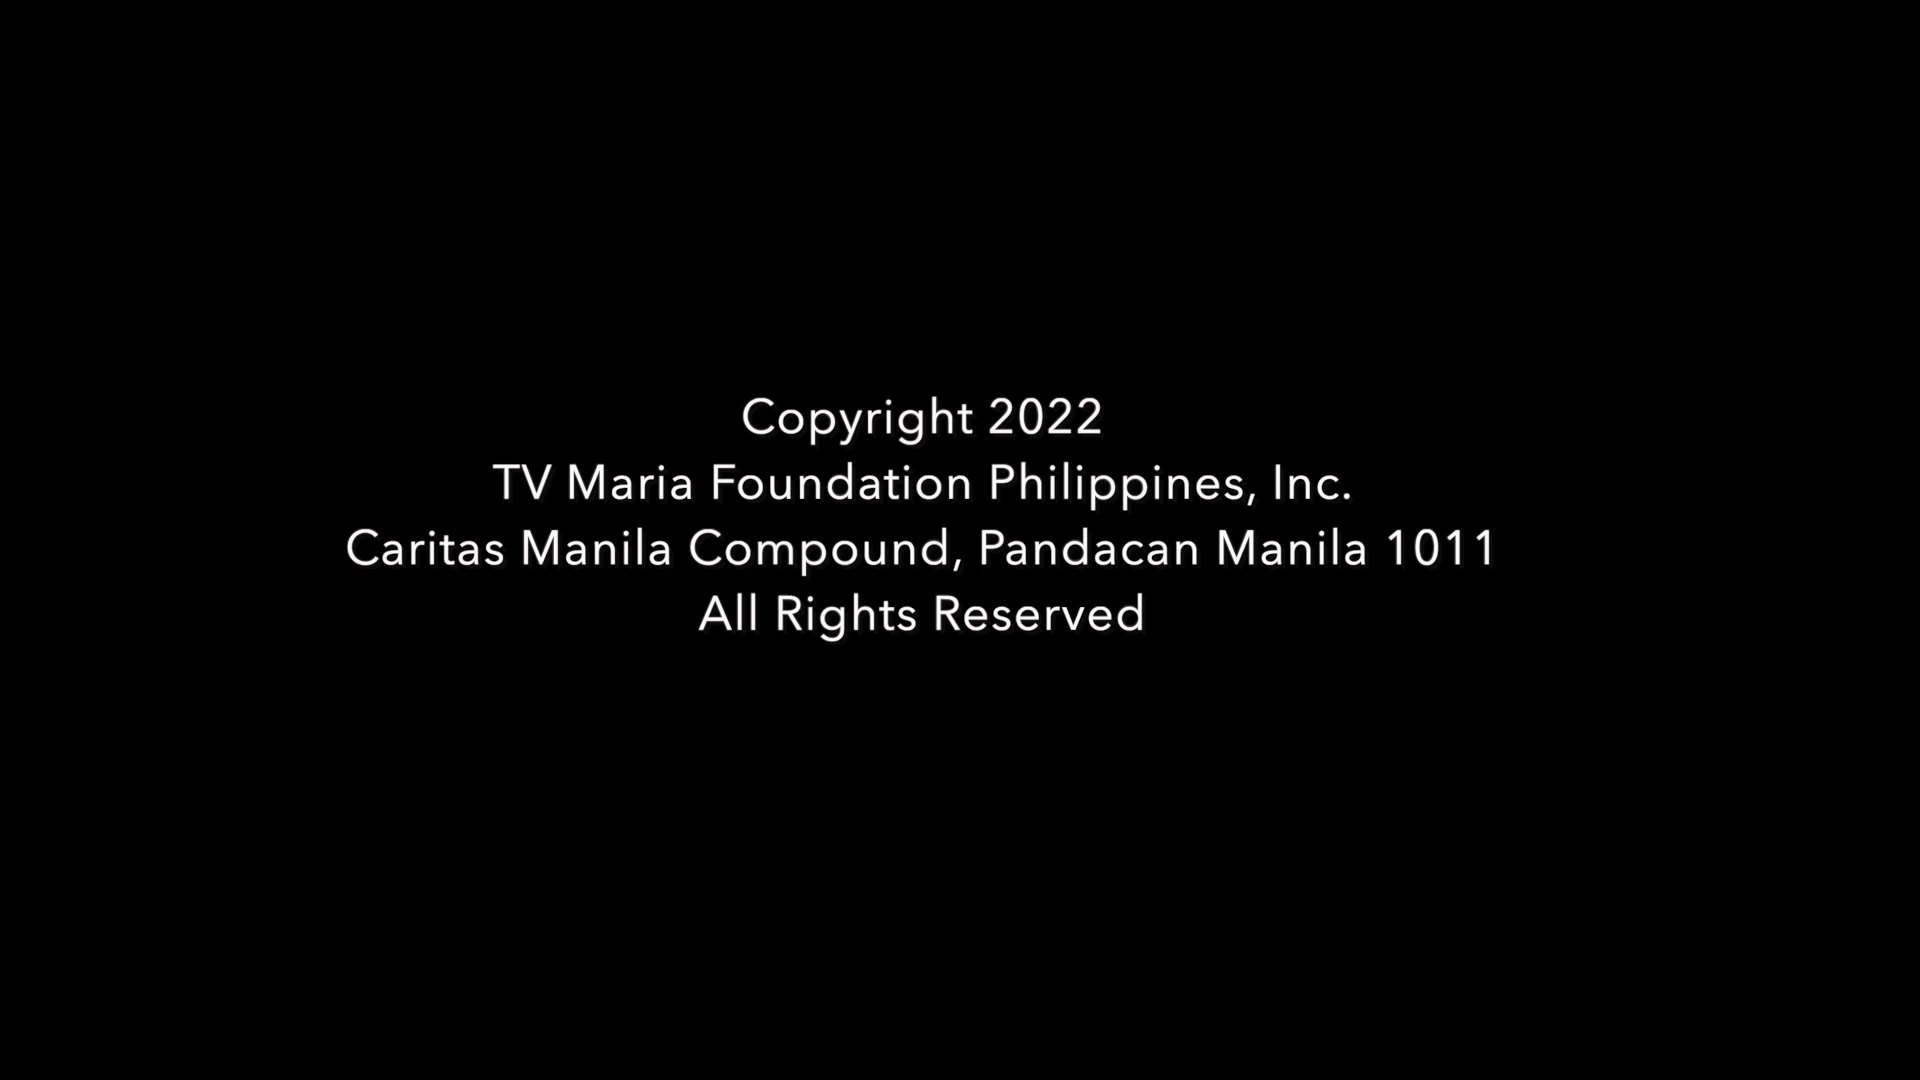 Copyright 2022
TV Maria Foundation Philippines, Inc.
Caritas Manila Compound, Pandacan Manila 1011
All Rights Reserved